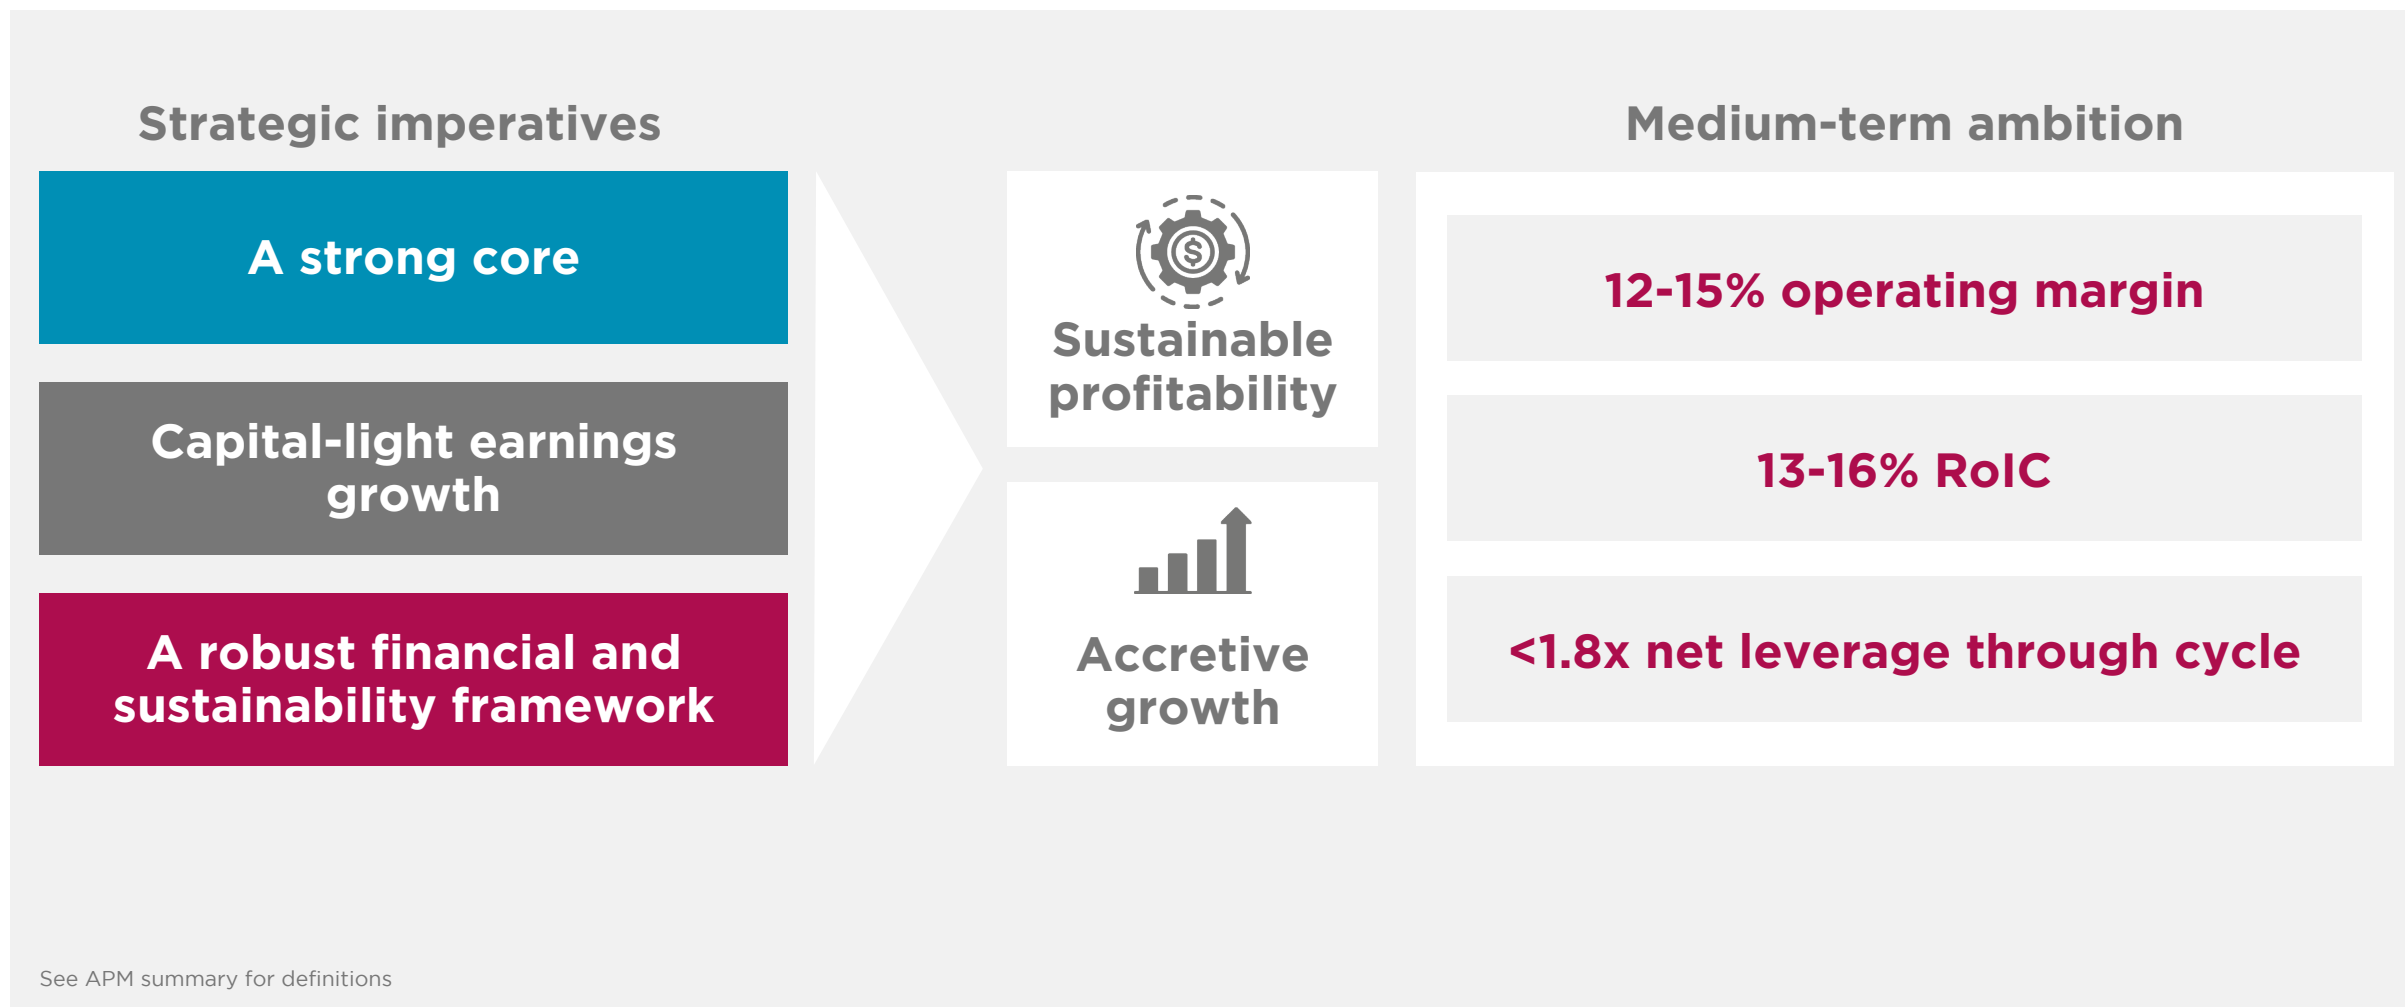 Strategic imperatives
A strong core
Capital-light earnings
growth
A robust financial and
sustainability framework
$
Sustainable
profitability
Accretive
growth
Medium-term ambition
12-15% operating margin
13-16% RoIC
<1.8x net leverage through cycle
See APM summary for definitions